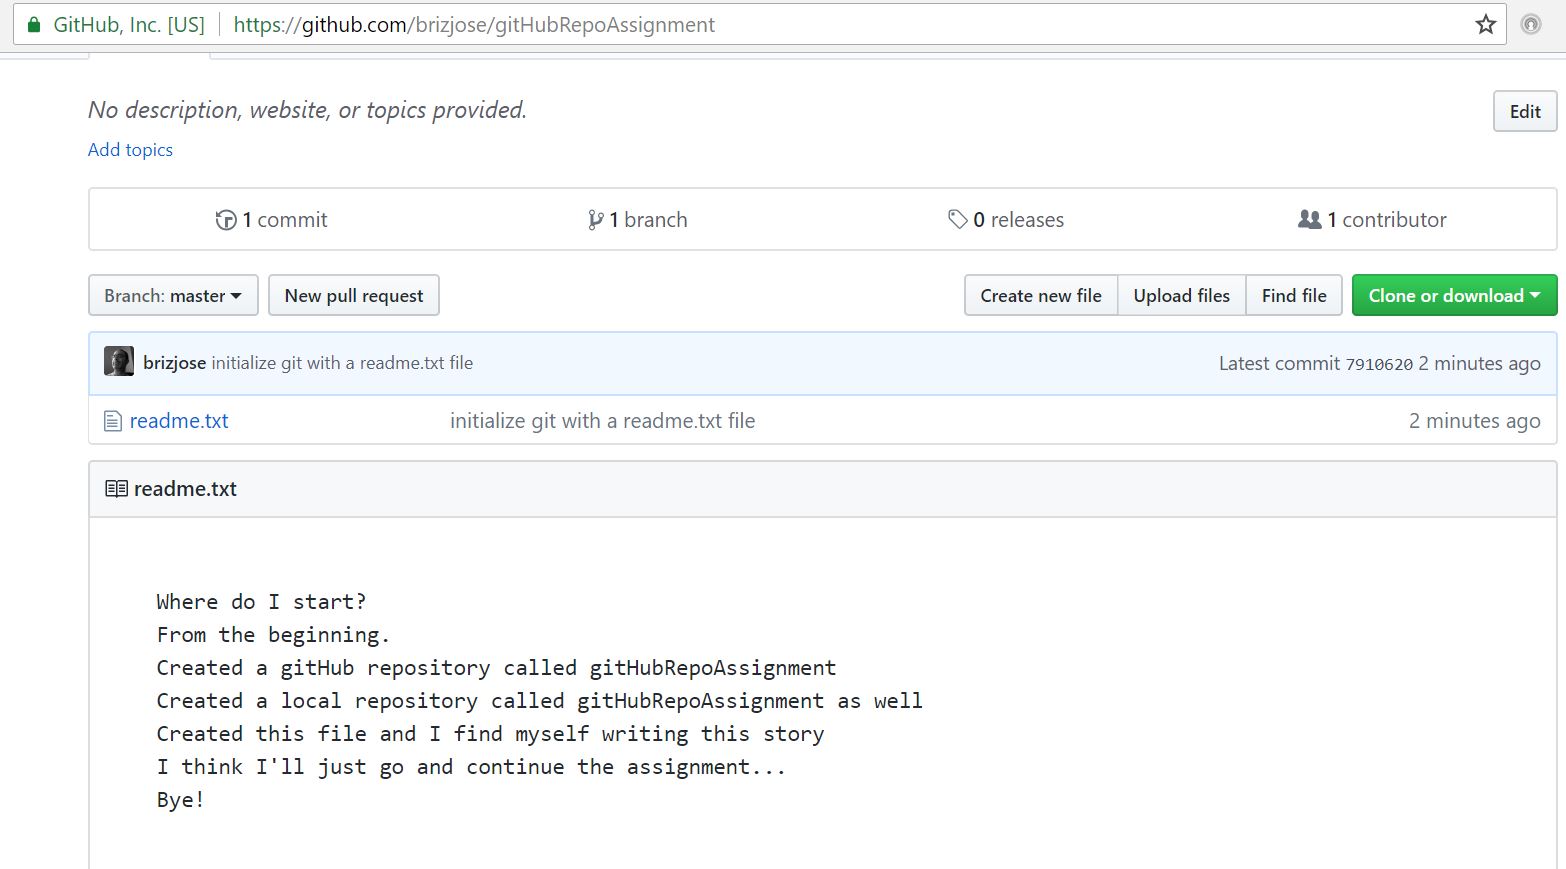 GitHub, Inc. [US] https://github.com/brizjose/gitHubRepoAssignment
No description, website, or topics provided.
Edit
Add topics
1 commit 1 branch 0 releases 1 contributor
Branch: master New pull request Create new file Upload files Find file Clone or download
brizjose initialize git with a readme.txt file Latest commit 7910620 2 minutes ago
readme.txt initialize git with a readme.txt file 2 minutes ago
readme.txt
Where do I start?
From the beginning.
Created a gitHub repository called gitHubRepoAssignment
Created a local repository called gitHubRepoAssignment as well
Created this file and I find myself writing this story
I think I'll just go and continue the assignment...
Bye!